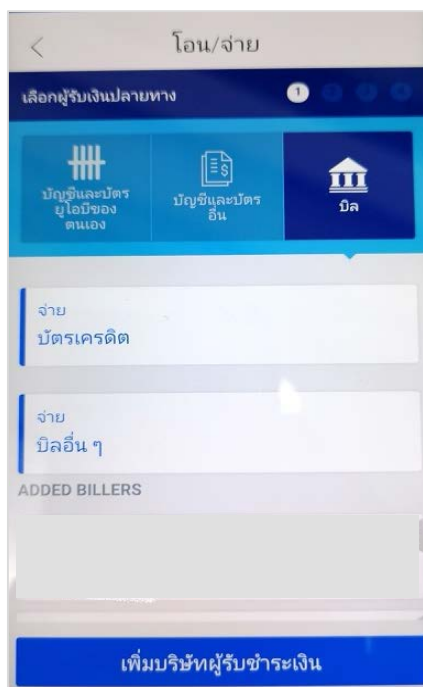 โอน/จ่าย
เลือกผู้รับเงินปลายทาง
1 2 3 4
บัญชีและบัตร
ยูโอบีของ
ตนเอง
บัญชีและบัตร
อื่น
บิล
จ่าย
บัตรเครดิต
จ่าย
บิลอื่น ๆ
ADDED BILLERS
เพิ่มบริษัทผู้รับชำระเงิน